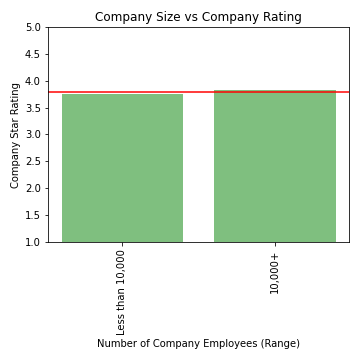 Company Size vs Company Rating
Company Star Rating
5.0
4.5
4.0
3.5
3.0
2.5
2.0
1.5
1.0
Less than 10,000
10,000+
Number of Company Employees (Range)